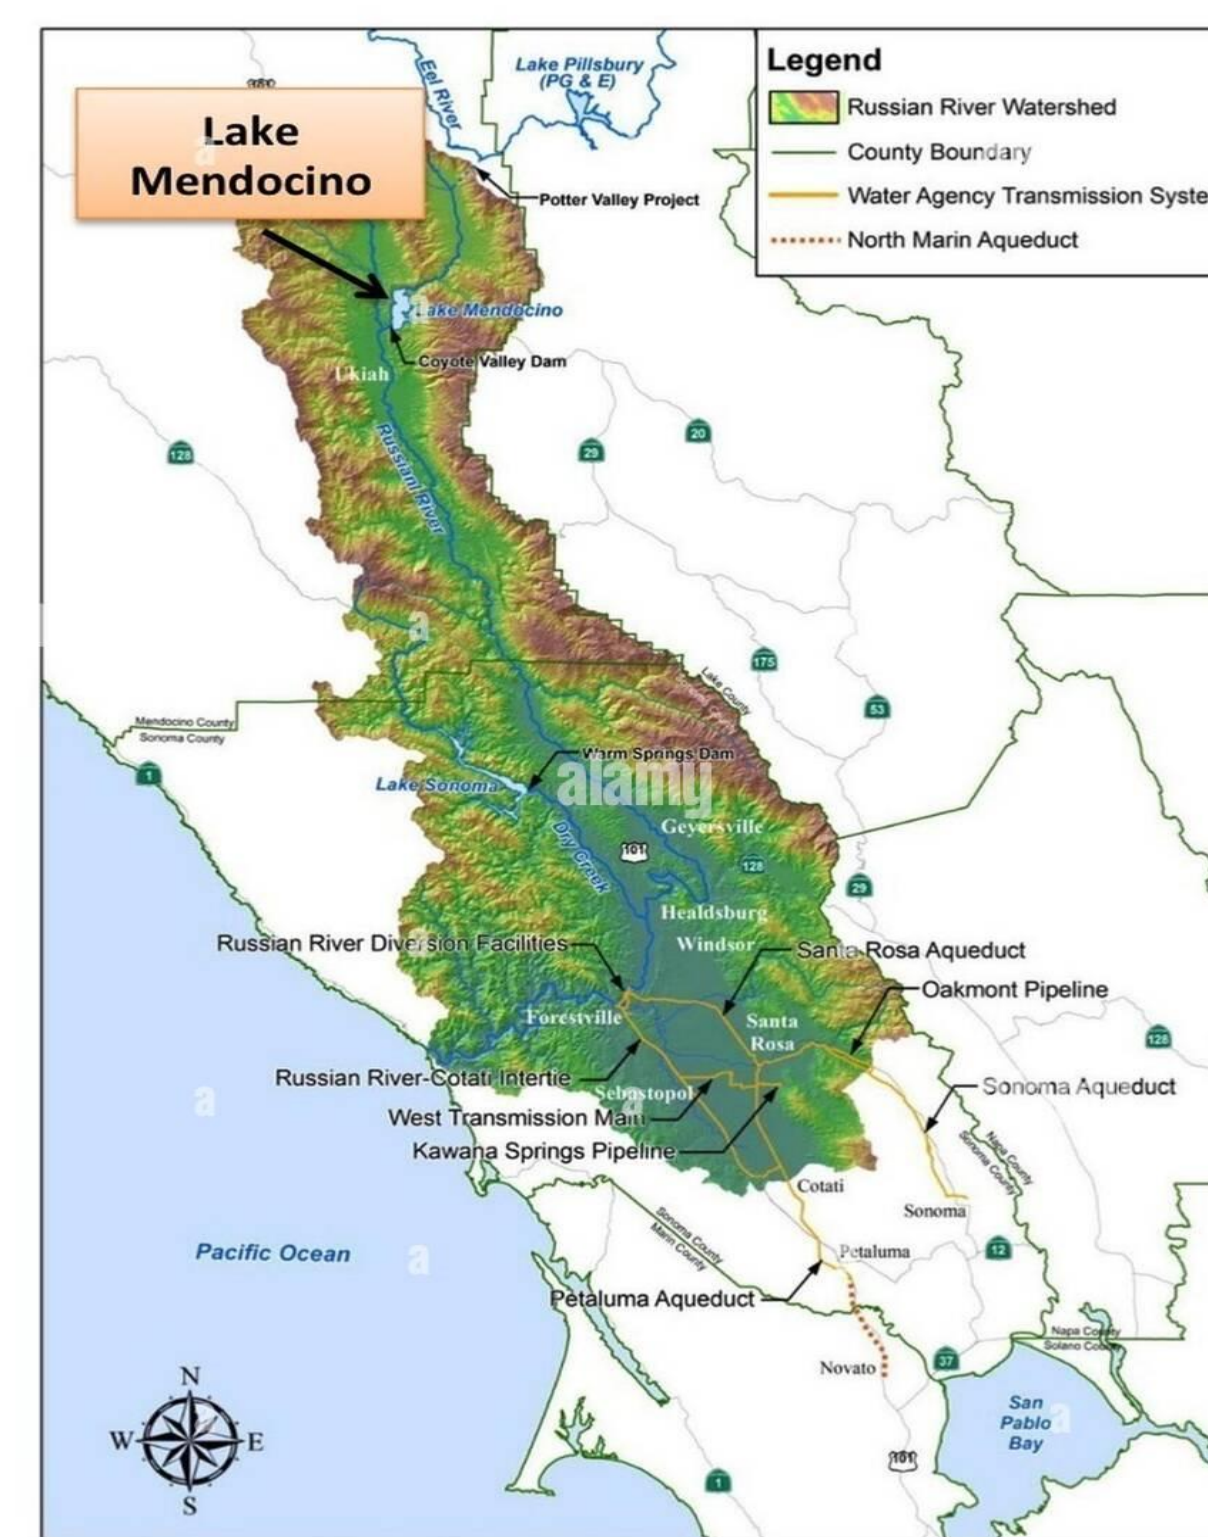 Lake
Mendocino
Eel River
Lake Pillsbury
(PG & E)
Legend
Russian River Watershed
County Boundary
Water Agency Transmission Syste
North Marin Aqueduct
Potter Valley Project
Lake Mendocino
Coyote Valley Dam
Ukiah
Russian River
128
29
20
175
53
Lake County
Mendocino County
Sonoma County
1
Warm Springs Dam
Lake Sonoma
alamy
Dry Creek
Geyersville
101
128
29
Healdsburg
Windsor
Russian River Diversion Facilities
Santa Rosa Aqueduct
Oakmont Pipeline
Forestville
Santa
Rosa
128
Russian River-Cotati Intertie
Sonoma Aqueduct
Sebastopol
West Transmission Main
Kawana Springs Pipeline
Napa County
Sonoma County
Cotati
Sonoma
Sonoma County
Marin County
Petaluma
12
Pacific Ocean
Petaluma Aqueduct
Napa County
Solano County
Novato
37
San
Pablo
Bay
N
W
E
S
101
1
a
a
a
a
a
a
a
a
a